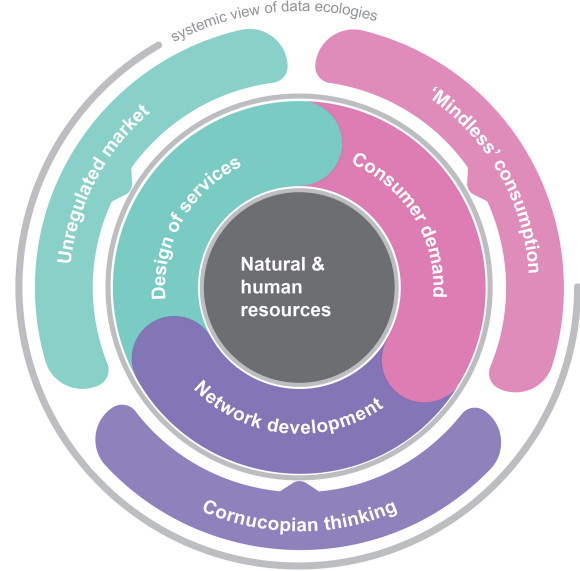 systemic view of data ecologies
Unregulated market
‘Mindless’ consumption
Design of services
Consumer demand
Natural &
human
resources
Network development
Cornucopian thinking